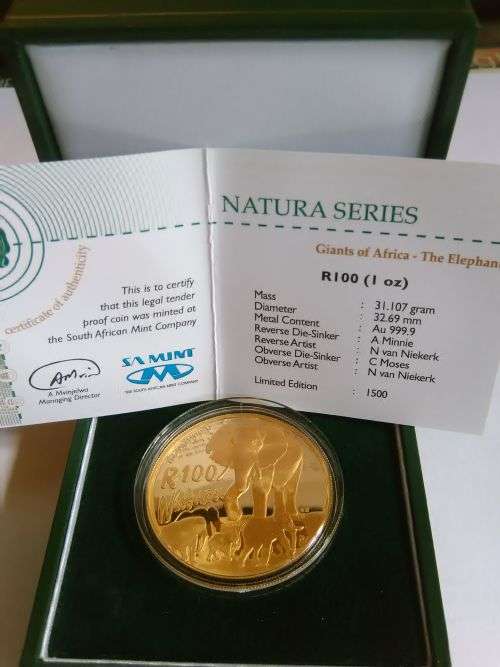 certificate of authenticity
This is to certify
that this legal tender
proof coin was minted at
the South African Mint Company
A Mvinjelwa
Managing Director
SA MINT
THE SOUTH AFRICAN MINT COMPANY
NATURA SERIES
Giants of Africa - The Elephan
R100 (1 oz)
Mass : 31.107 gram
Diameter : 32.69 mm
Metal Content : Au 999.9
Reverse Die-Sinker : A Minnie
Reverse Artist : N van Niekerk
Obverse Die-Sinker : C Moses
Obverse Artist : N van Niekerk
Limited Edition : 1500
R100